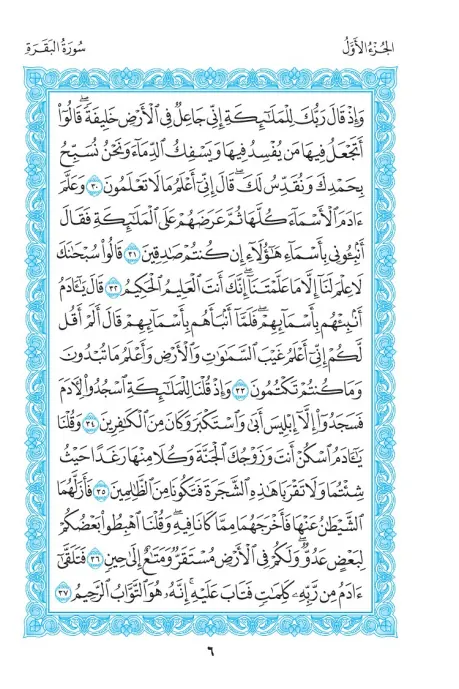 الجُزْءُ الأَوَّلُ سُورَةُ البَقَرَةِ
وَإِذْ قَالَ رَبُّكَ لِلْمَلَٰٓئِكَةِ إِنِّى جَاعِلٌ فِى ٱلْأَرْضِ خَلِيفَةً ۖ قَالُوٓا۟
أَتَجْعَلُ فِيهَا مَن يُفْسِدُ فِيهَا وَيَسْفِكُ ٱلدِّمَآءَ وَنَحْنُ نُسَبِّحُ
بِحَمْدِكَ وَنُقَدِّسُ لَكَ ۖ قَالَ إِنِّىٓ أَعْلَمُ مَا لَا تَعْلَمُونَ ٣٠ وَعَلَّمَ
ءَادَمَ ٱلْأَسْمَآءَ كُلَّهَا ثُمَّ عَرَضَهُمْ عَلَى ٱلْمَلَٰٓئِكَةِ فَقَالَ
أَنۢبِـُٔونِى بِأَسْمَآءِ هَٰٓؤُلَآءِ إِن كُنتُمْ صَٰدِقِينَ ٣١ قَالُوا۟ سُبْحَٰنَكَ
لَا عِلْمَ لَنَآ إِلَّا مَا عَلَّمْتَنَآ ۖ إِنَّكَ أَنتَ ٱلْعَلِيمُ ٱلْحَكِيمُ ٣٢ قَالَ يَٰٓـَٔادَمُ
أَنۢبِئْهُم بِأَسْمَآئِهِمْ ۖ فَلَمَّآ أَنۢبَأَهُم بِأَسْمَآئِهِمْ قَالَ أَلَمْ أَقُل
لَّكُمْ إِنِّىٓ أَعْلَمُ غَيْبَ ٱلسَّمَٰوَٰتِ وَٱلْأَرْضِ وَأَعْلَمُ مَا تُبْدُونَ
وَمَا كُنتُمْ تَكْتُمُونَ ٣٣ وَإِذْ قُلْنَا لِلْمَلَٰٓئِكَةِ ٱسْجُدُوا۟ لِـَٔادَمَ
فَسَجَدُوٓا۟ إِلَّآ إِبْلِيسَ أَبَىٰ وَٱسْتَكْبَرَ وَكَانَ مِنَ ٱلْكَٰفِرِينَ ٣٤ وَقُلْنَا
يَٰٓـَٔادَمُ ٱسْكُنْ أَنتَ وَزَوْجُكَ ٱلْجَنَّةَ وَكُلَا مِنْهَا رَغَدًا حَيْثُ
شِئْتُمَا وَلَا تَقْرَبَا هَٰذِهِ ٱلشَّجَرَةَ فَتَكُونَا مِنَ ٱلظَّٰلِمِينَ ٣٥ فَأَزَلَّهُمَا
ٱلشَّيْطَٰنُ عَنْهَا فَأَخْرَجَهُمَا مِمَّا كَانَا فِيهِ ۖ وَقُلْنَا ٱهْبِطُوا۟ بَعْضُكُمْ
لِبَعْضٍ عَدُوٌّ ۖ وَلَكُمْ فِى ٱلْأَرْضِ مُسْتَقَرٌّ وَمَتَٰعٌ إِلَىٰ حِينٍ ٣٦ فَتَلَقَّىٰٓ
ءَادَمُ مِن رَّبِّهِۦ كَلِمَٰتٍ فَتَابَ عَلَيْهِ ۚ إِنَّهُۥ هُوَ ٱلتَّوَّابُ ٱلرَّحِيمُ ٣٧
٦